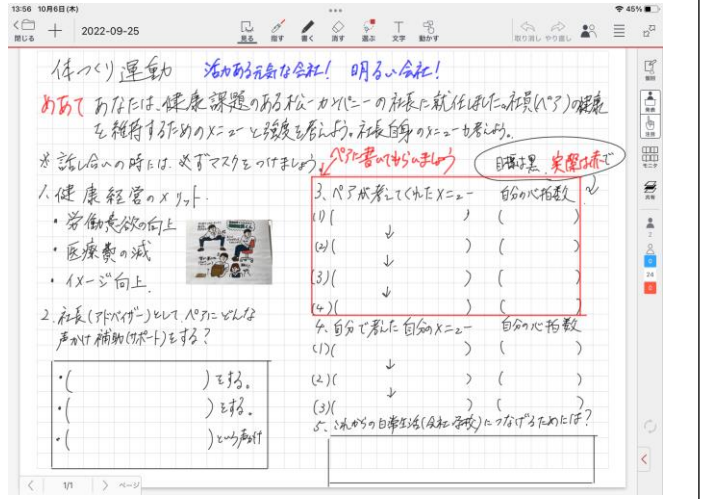 13:56 10月6日(木)
45%
閉じる
2022-09-25
見る 指す 書く 消す 選ぶ 文字 動かす
取り消し やり直し
体つくり運動 活力ある元気な会社! 明るい会社!
めあて あなたは、健康課題のある松一カンパニーの社長に就任しました。社員(ペア)の健康
を維持するためのメニューと強度を考えよう。社長自身のメニューも考えよう。
※話し合いの時には、必ずマスクをつけましょう。
ペアに書いてもらいましょう
目標は黒、実際は赤で
1. 健康経営のメリット
・労働意欲の向上
・医療費の減
・イメージ向上
2. 社長(アドバイザー)として、ペアにどんな
声かけ補助(サポート)をする?
・( )をする。
・( )をする。
・( )という声かけ
3. ペアが考えてくれたメニュー 自分の心拍数
(1)( ) ( )
↓
(2)( ) ( )
↓
(3)( ) ( )
(4)( ) ( )
4. 自分で考えた自分のメニュー 自分の心拍数
(1)( ) ( )
↓
(2)( ) ( )
↓
(3)( ) ( )
5. これからの日常生活(会社、学校)につなげるためには?
モニタ
共有
2
0
24
0
1/1
ページ